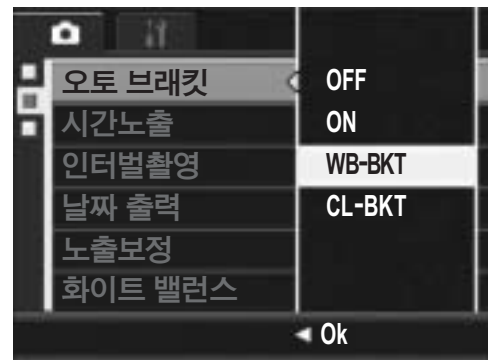 오토 브래킷 OFF
시간노출 ON
인터벌촬영 WB-BKT
날짜 출력 CL-BKT
노출보정
화이트 밸런스
Ok